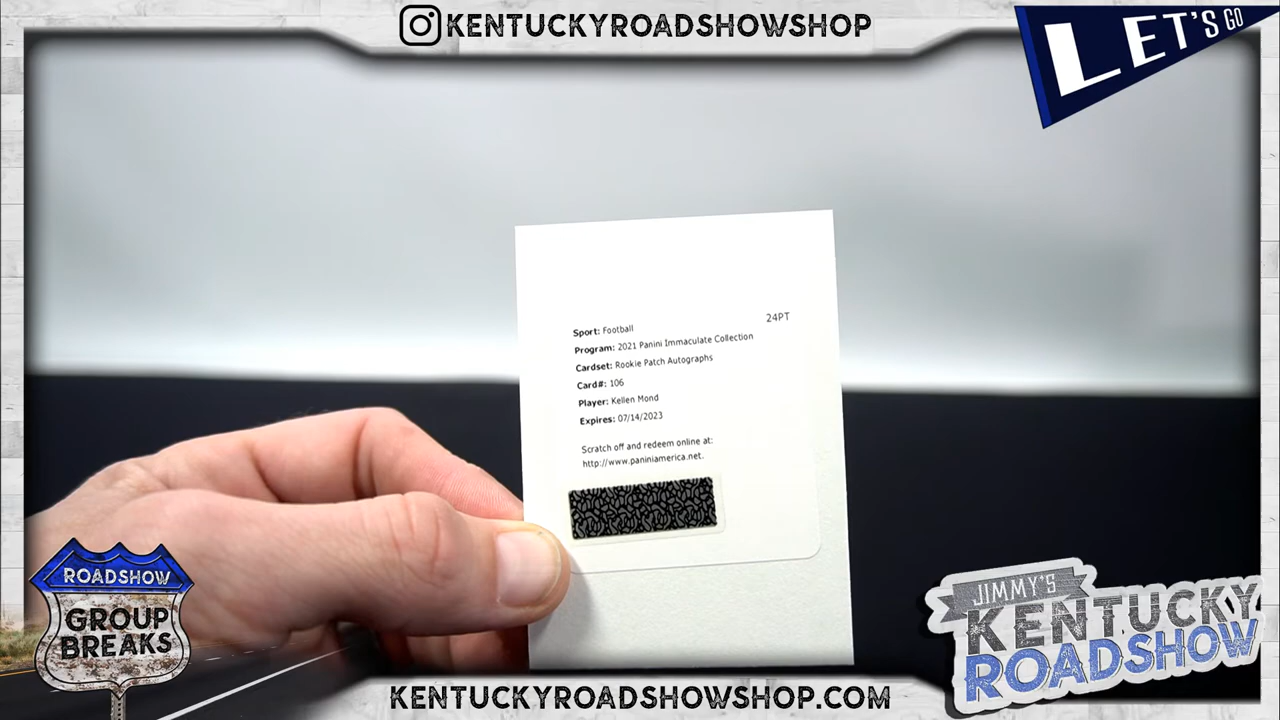 KENTUCKYROADSHOWSHOP
LET'S GO
Sport: Football
24PT
Program: 2021 Panini Immaculate Collection
Cardset: Rookie Patch Autographs
Card#: 106
Player: Kellen Mond
Expires: 07/14/2023
Scratch off and redeem online at:
http://www.paniniamerica.net.
ROADSHOW
GROUP
BREAKS
JIMMY'S
KENTUCKY
ROADSHOW
KENTUCKYROADSHOWSHOP.COM